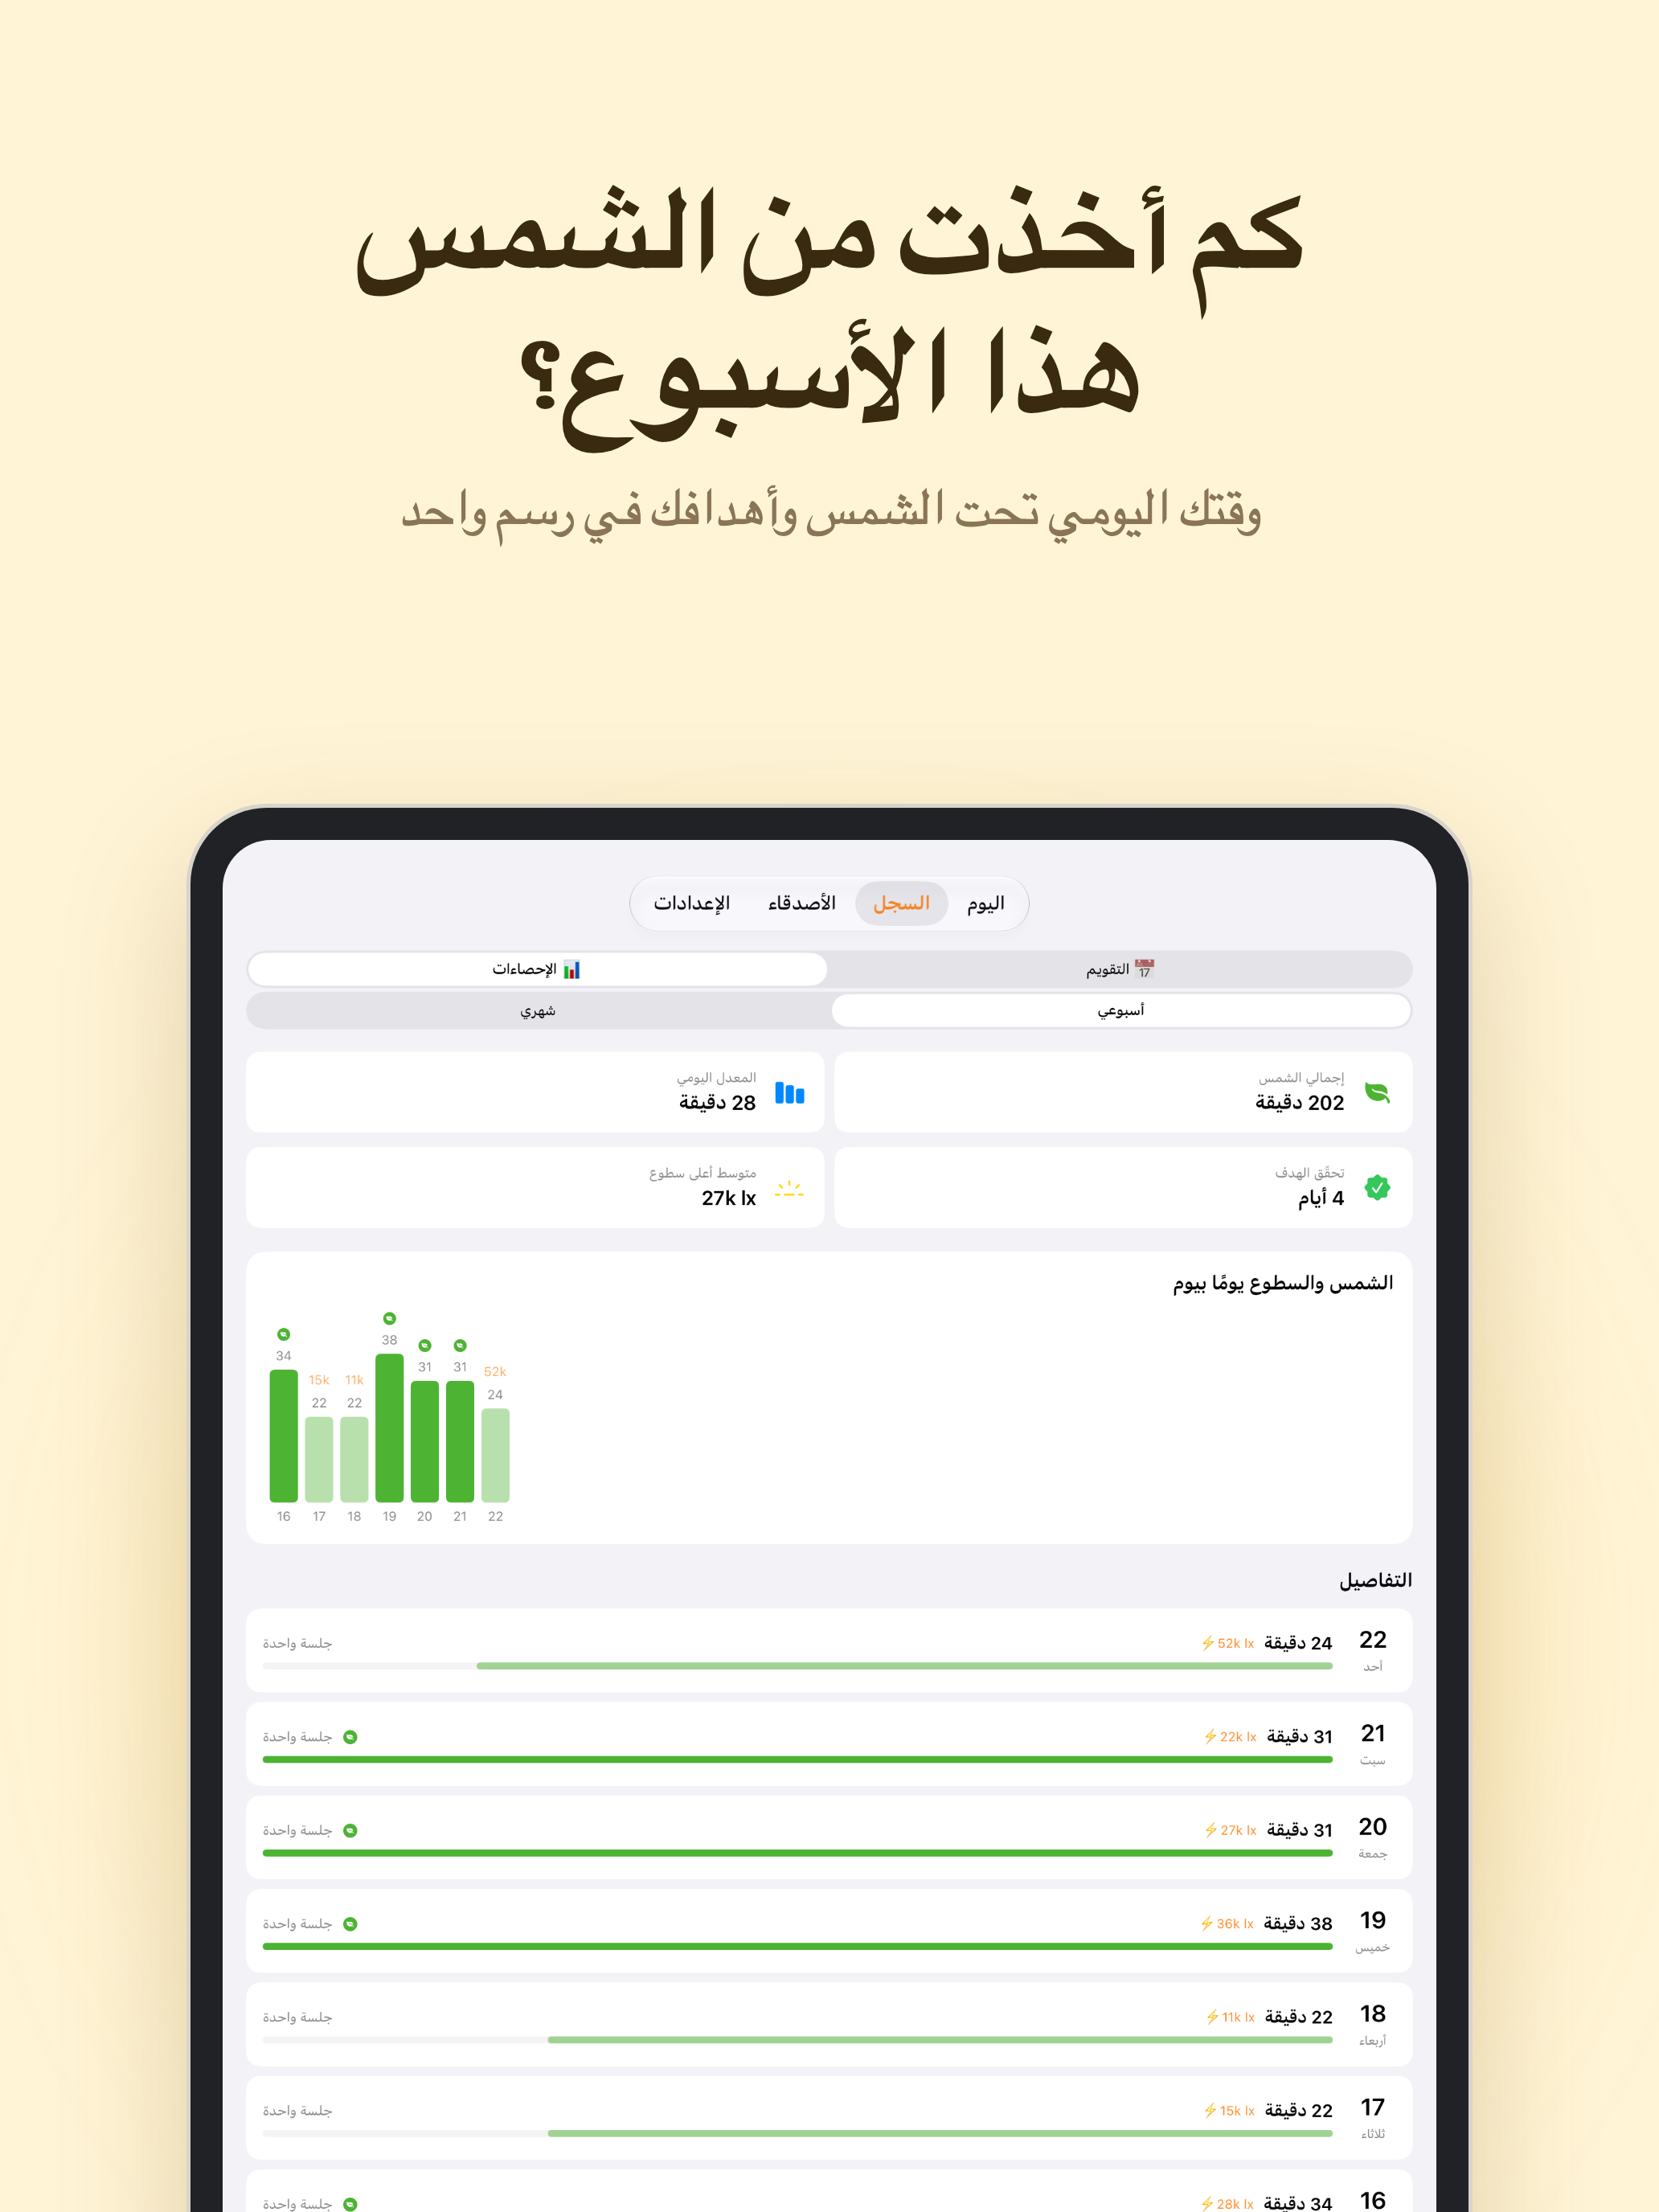 كم أخذت من الشمس
هذا الأسبوع؟
وقتك اليومي تحت الشمس وأهدافك في رسم واحد
اليوم السجل الأصدقاء الإعدادات
17 التقويم الإحصاءات
أسبوعي شهري
إجمالي الشمس
202 دقيقة
المعدل اليومي
28 دقيقة
تحقّق الهدف
4 أيام
متوسط أعلى سطوع
27k lx
الشمس والسطوع يومًا بيوم
34
15k
22
11k
22
38
31
31
52k
24
16 17 18 19 20 21 22
التفاصيل
22 24 دقيقة 52k lx جلسة واحدة
أحد
21 31 دقيقة 22k lx جلسة واحدة
سبت
20 31 دقيقة 27k lx جلسة واحدة
جمعة
19 38 دقيقة 36k lx جلسة واحدة
خميس
18 22 دقيقة 11k lx جلسة واحدة
أربعاء
17 22 دقيقة 15k lx جلسة واحدة
ثلاثاء
16 34 دقيقة 28k lx جلسة واحدة